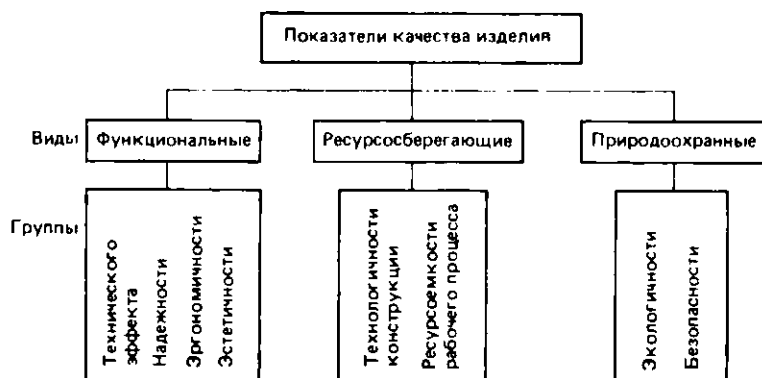 Показатели качества изделия
Виды
Функциональные
Ресурсосберегающие
Природоохранные
Группы
Технического
эффекта
Надежности
Эргономичности
Эстетичности
Технологичности
конструкции
Ресурсоемкости
рабочего процесса
Экологичности
Безопасности